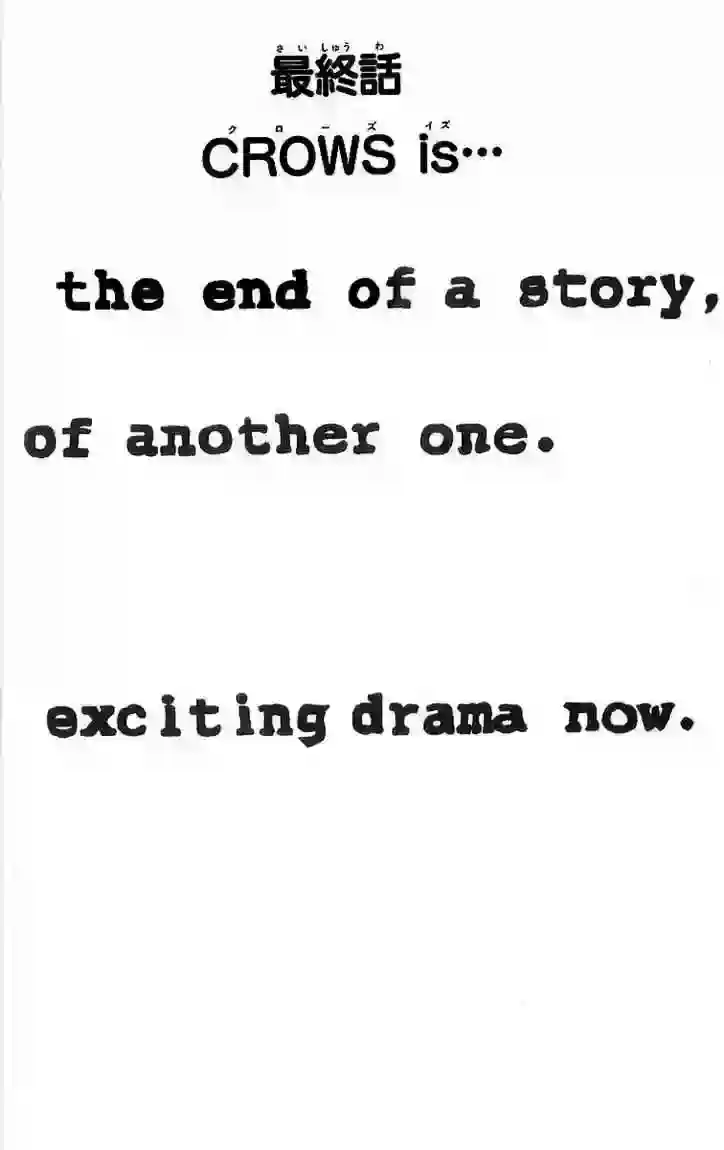 さいしゅうわ
最終話
クローズ イズ
CROWS is…
the end of a story,
of another one.
exciting drama now.